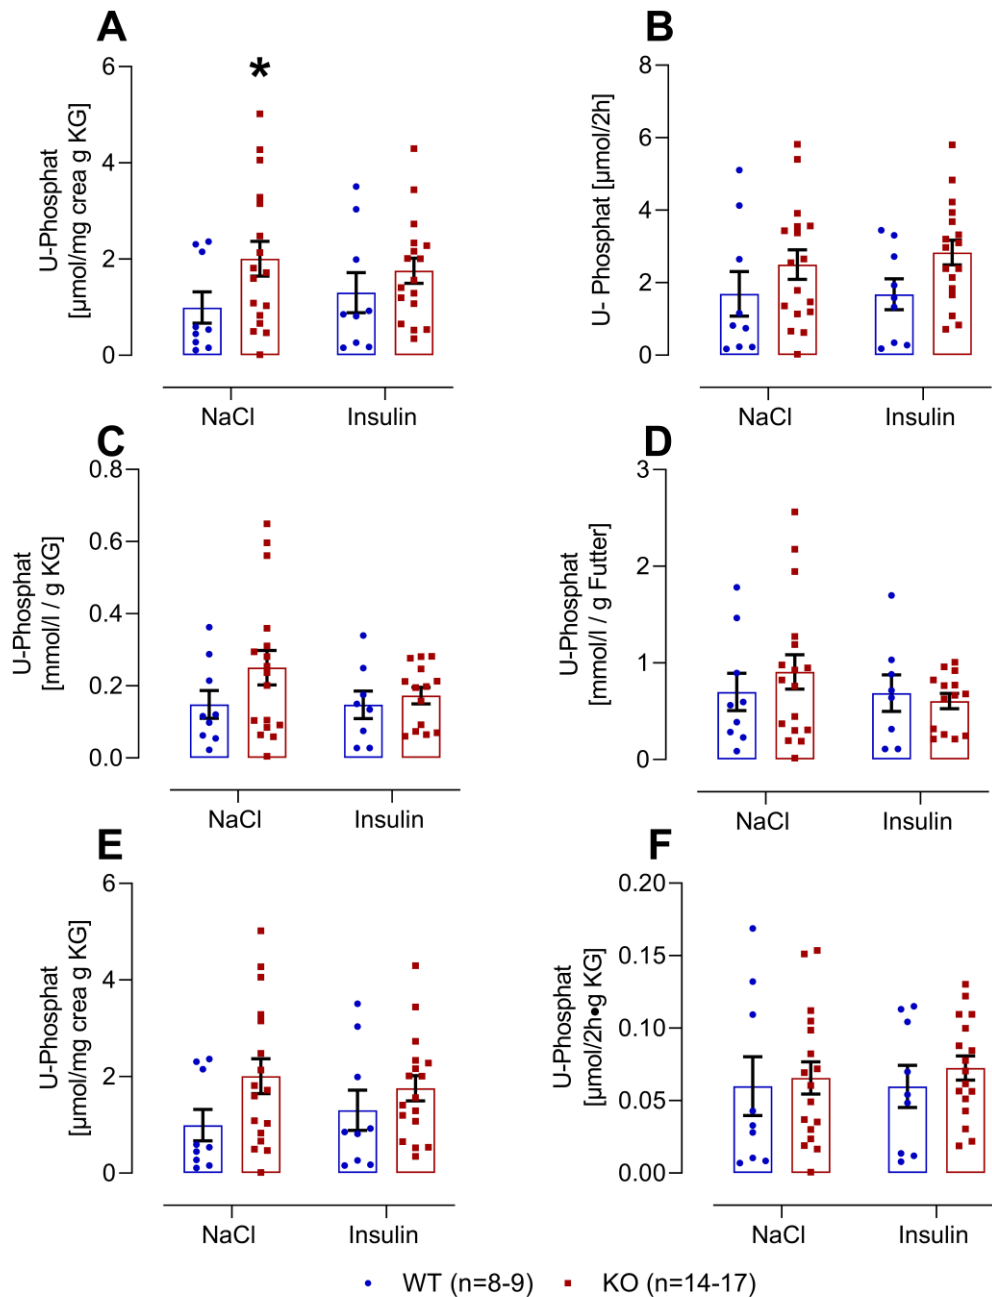 A
U-Phosphat
[µmol/mg crea g KG]
6
4
2
0
*
NaCl
Insulin
B
U- Phosphat [µmol/2h]
8
6
4
2
0
NaCl
Insulin
C
U-Phosphat
[mmol/l / g KG]
0.8
0.6
0.4
0.2
0.0
NaCl
Insulin
D
U-Phosphat
[mmol/l / g Futter]
3
2
1
0
NaCl
Insulin
E
U-Phosphat
[µmol/mg crea g KG]
6
4
2
0
NaCl
Insulin
F
U-Phosphat
[µmol/2h•g KG]
0.20
0.15
0.10
0.05
0.00
NaCl
Insulin
WT (n=8-9)
KO (n=14-17)